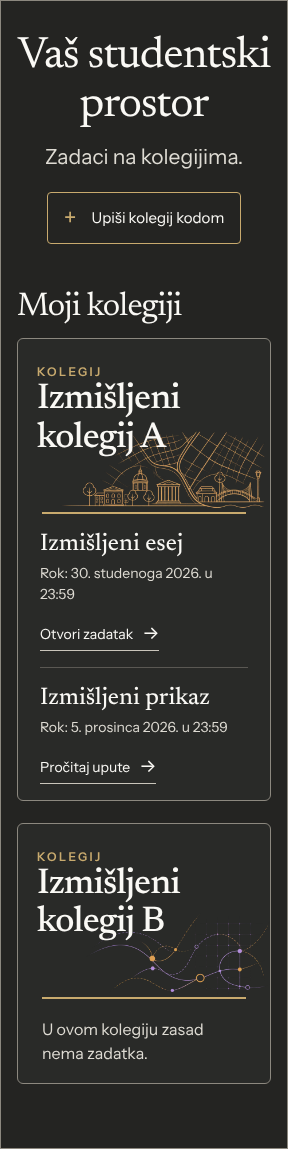 Vaš studentski
prostor
Zadaci na kolegijima.
+ Upiši kolegij kodom
Moji kolegiji
KOLEGIJ
Izmišljeni
kolegij A
Izmišljeni esej
Rok: 30. studenoga 2026. u
23:59
Otvori zadatak →
Izmišljeni prikaz
Rok: 5. prosinca 2026. u 23:59
Pročitaj upute →
KOLEGIJ
Izmišljeni
kolegij B
U ovom kolegiju zasad
nema zadatka.